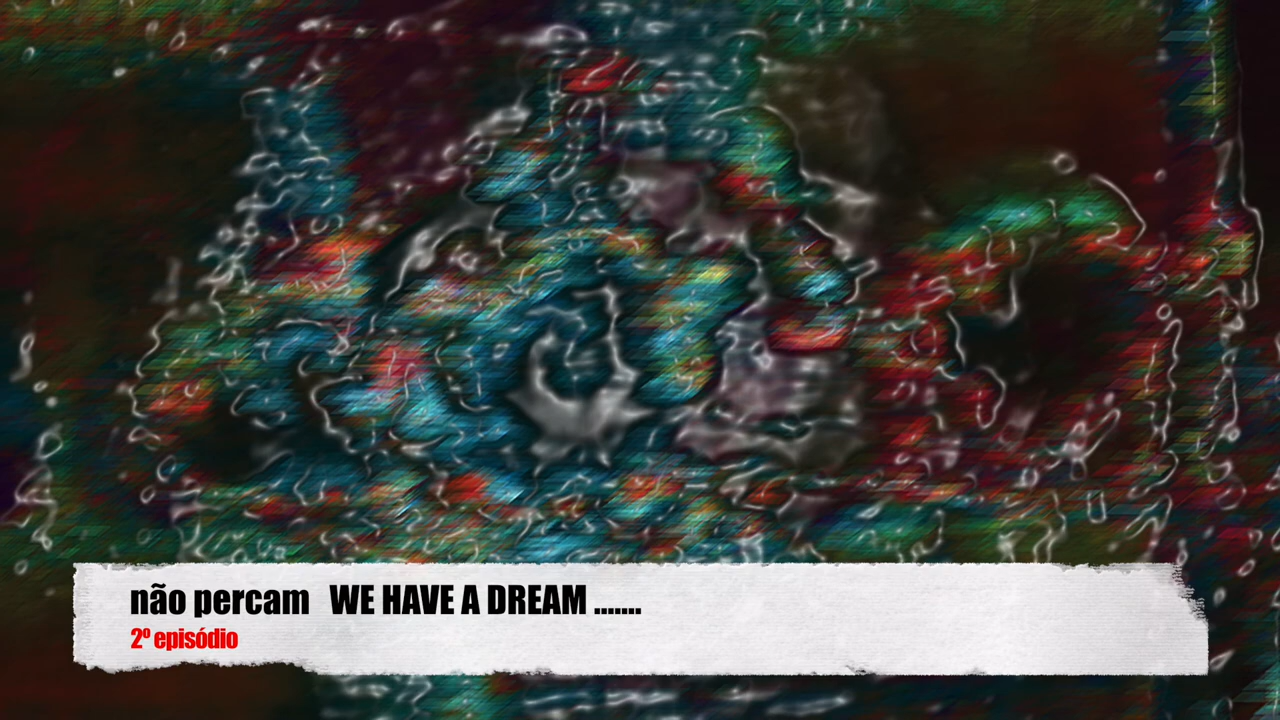 não percam WE HAVE A DREAM .......
2º episódio